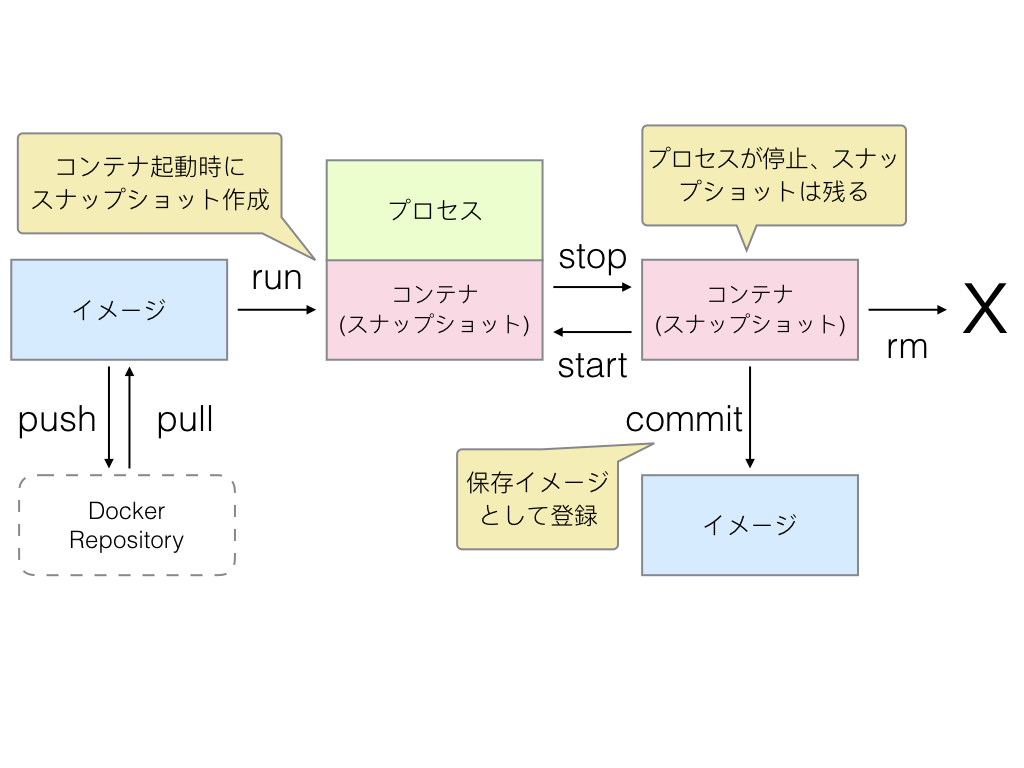 コンテナ起動時に
スナップショット作成
プロセス
プロセスが停止、スナッ
プショットは残る
イメージ
run
コンテナ
(スナップショット)
stop
start
コンテナ
(スナップショット)
rm
X
push
pull
commit
Docker
Repository
保存イメージ
として登録
イメージ